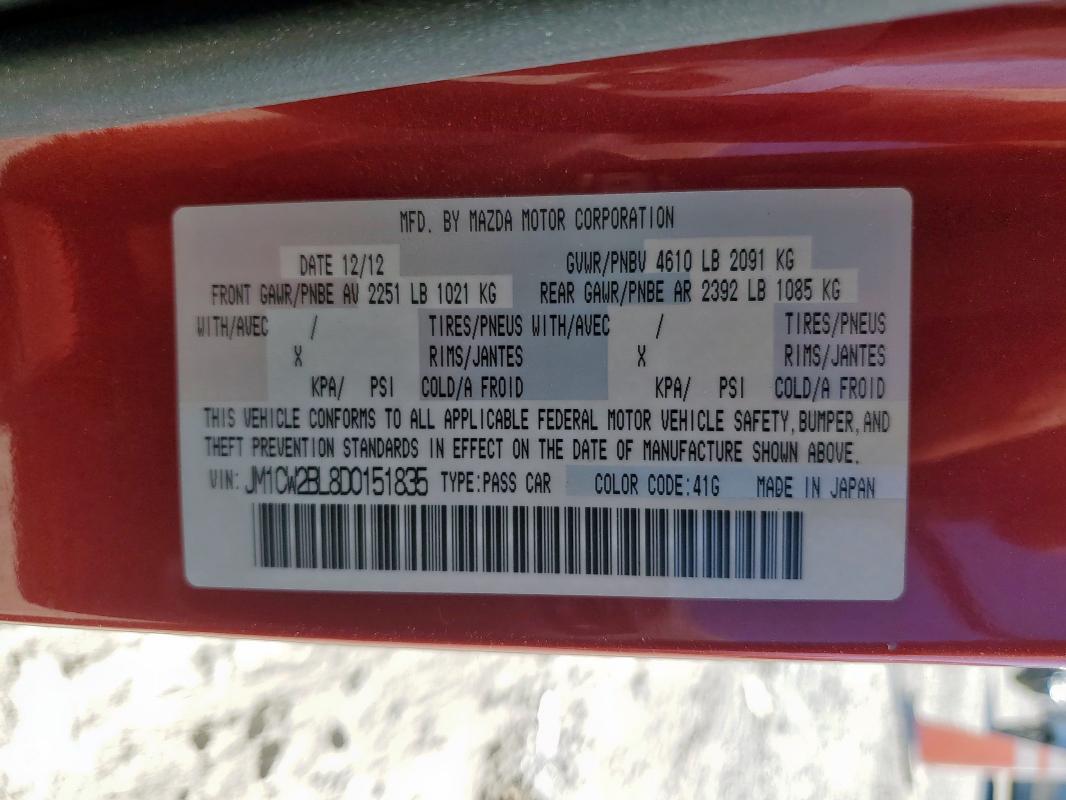 MFD. BY MAZDA MOTOR CORPORATION
DATE 12/12 GVWR/PNBV 4610 LB 2091 KG
FRONT GAWR/PNBE AV 2251 LB 1021 KG REAR GAWR/PNBE AR 2392 LB 1085 KG
WITH/AVEC / TIRES/PNEUS WITH/AVEC / TIRES/PNEUS
X RIMS/JANTES X RIMS/JANTES
KPA/ PSI COLD/A FROID KPA/ PSI COLD/A FROID
THIS VEHICLE CONFORMS TO ALL APPLICABLE FEDERAL MOTOR VEHICLE SAFETY, BUMPER, AND
THEFT PREVENTION STANDARDS IN EFFECT ON THE DATE OF MANUFACTURE SHOWN ABOVE.
VIN: JM1CW2BL8D0151835 TYPE:PASS CAR COLOR CODE:41G MADE IN JAPAN